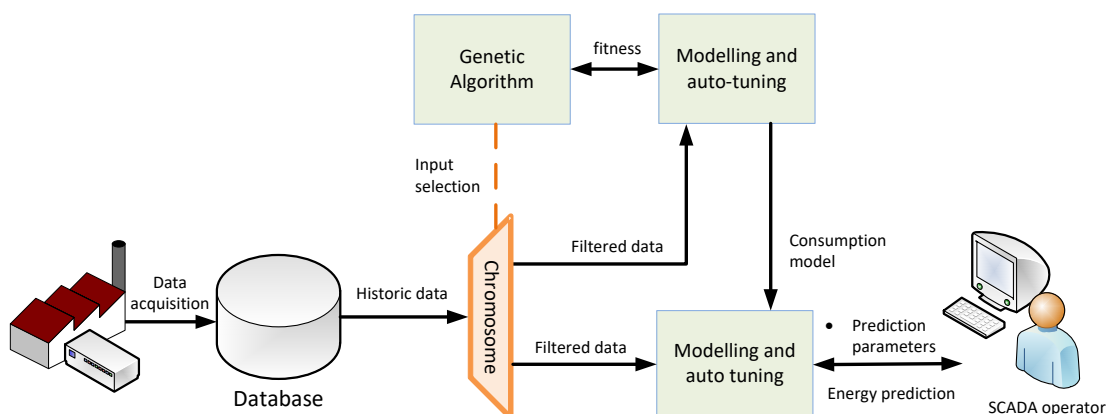 Genetic
Algorithm
fitness
Modelling and
auto-tuning
Input
selection
Filtered data
Consumption
model
Data
acquisition
Historic data
Chromosome
Database
Filtered data
Modelling and
auto tuning
• Prediction
parameters
Energy prediction
SCADA operator